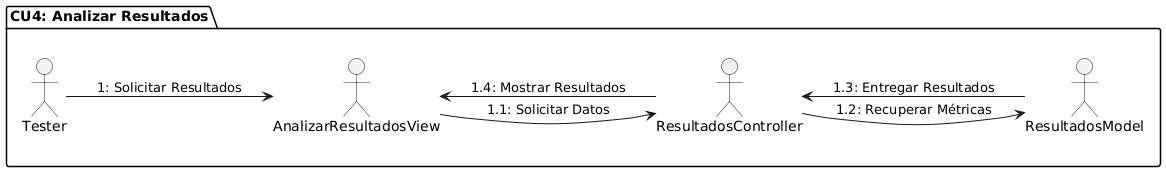 CU4: Analizar Resultados
1: Solicitar Resultados
1.4: Mostrar Resultados
1.3: Entregar Resultados
1.1: Solicitar Datos
1.2: Recuperar Métricas
Tester
AnalizarResultadosView
ResultadosController
ResultadosModel